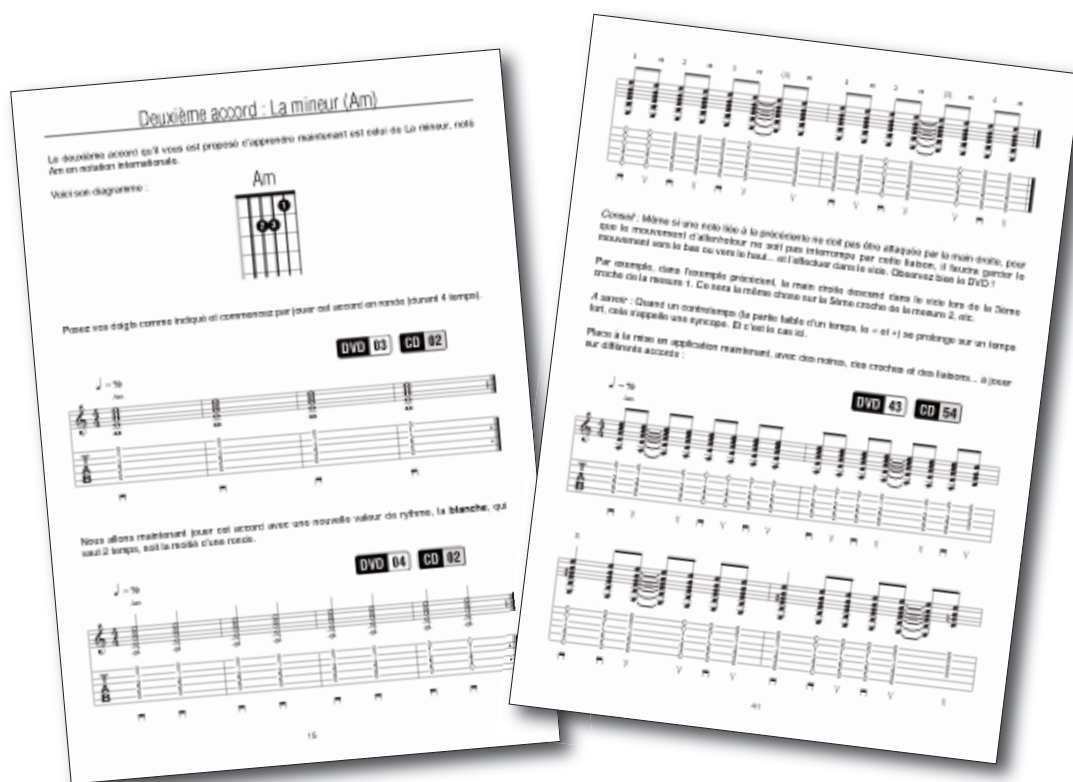 Deuxième accord : La mineur (Am)
Le deuxième accord qu'il vous est proposé d'apprendre maintenant est celui de La mineur, noté
Am en notation internationale.
Voici son diagramme :
Am
1
2 3
Posez vos doigts comme indiqué et commencez par jouer cet accord en ronde (durant 4 temps).
DVD 03 CD 02
Am
T
A
B
Nous allons maintenant jouer cet accord avec une nouvelle valeur de rythme, la blanche, qui
vaut 2 temps, soit la moitié d'une ronde.
DVD 04 CD 02
Am
T
A
B
15
Conseil : Même si une note liée à la précédente ne doit pas être attaquée par la main droite, pour
que le mouvement d'aller/retour ne soit pas interrompu par cette liaison, il faudra garder le
mouvement vers le bas ou vers le haut... et l'effectuer dans le vide. Observez bien le DVD !
Par exemple, dans l'exemple précédent, la main droite descend dans le vide lors de la 3ème
croche de la mesure 1. Ce sera la même chose sur la 5ème croche de la mesure 2, etc.
A savoir : Quand un contretemps (la partie faible d'un temps, le « et ») se prolonge sur un temps
fort, cela s'appelle une syncope. Et c'est le cas ici.
Place à la mise en application maintenant, avec des noires, des croches et des liaisons... à jouer
sur différents accords :
DVD 43 CD 54
Am
T
A
B
41